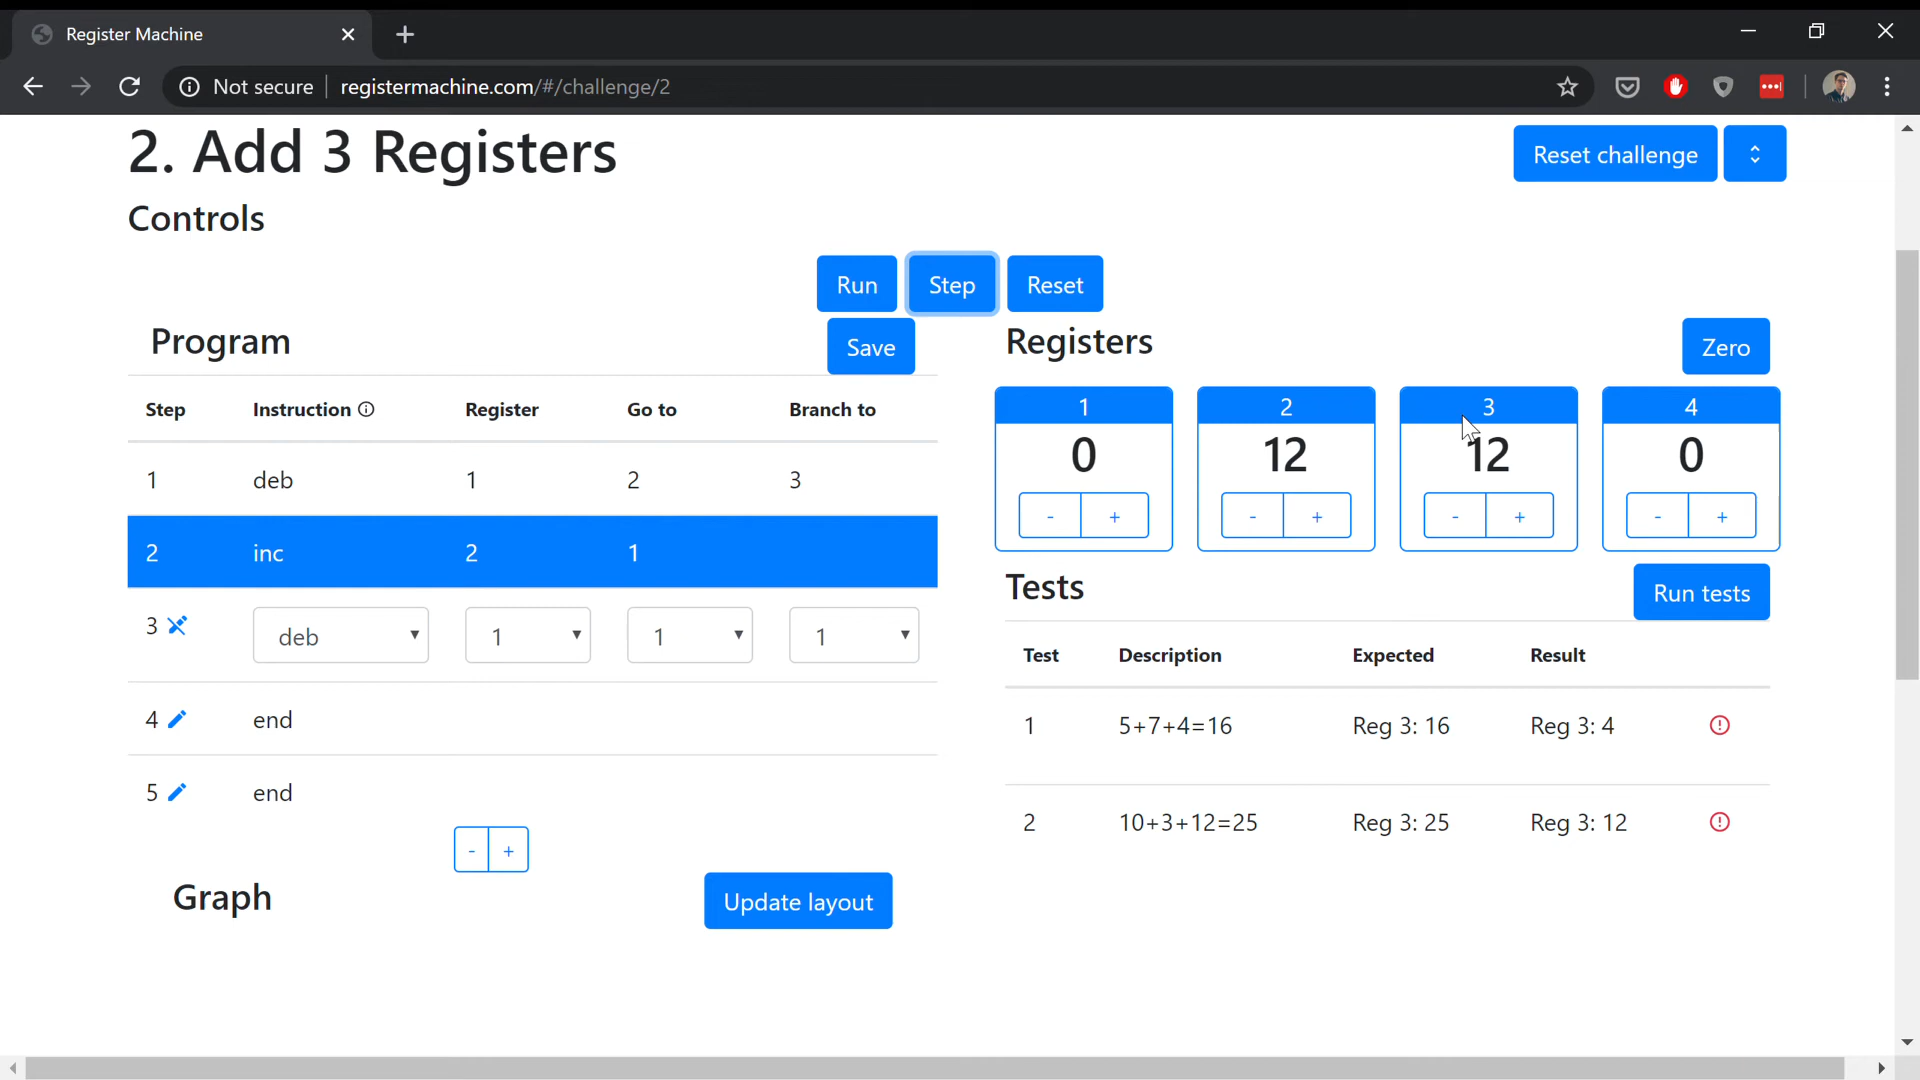 Register Machine
Not secure registermachine.com/#/challenge/2
2. Add 3 Registers
Reset challenge
Controls
Run Step Reset
Program
Save
Step Instruction Register Go to Branch to
1 deb 1 2 3
2 inc 2 1
3 deb 1 1 1
4 end
5 end
- +
Graph
Update layout
Registers
Zero
1 2 3 4
0 12 12 0
- + - + - + - +
Tests
Run tests
Test Description Expected Result
1 5+7+4=16 Reg 3: 16 Reg 3: 4
2 10+3+12=25 Reg 3: 25 Reg 3: 12